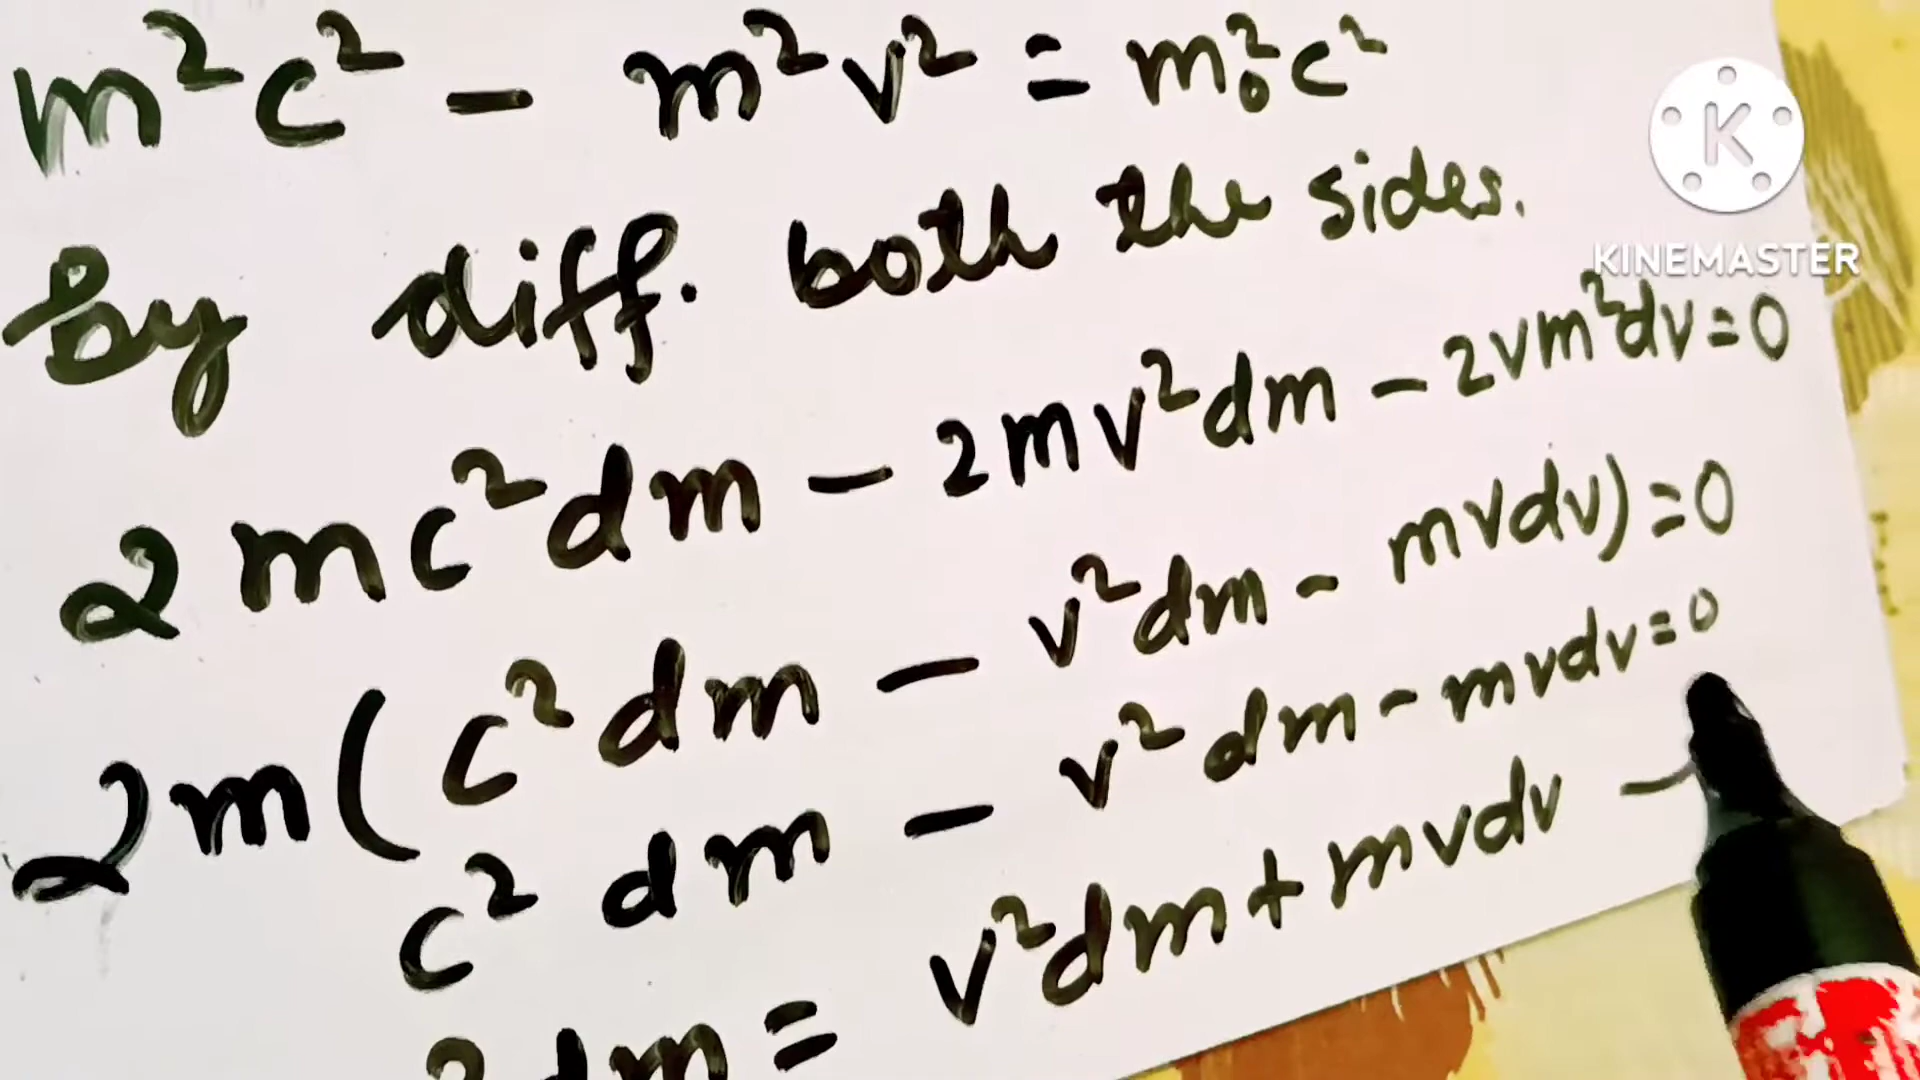 m²c² - m²v² = m₀²c²
by diff. both the sides.
2mc²dm - 2mv²dm - 2vm²dv=0
2m(c²dm - v²dm - mvdv)=0
c²dm - v²dm - mvdv=0
²dm = v²dm + mvdv -
K
KINEMASTER